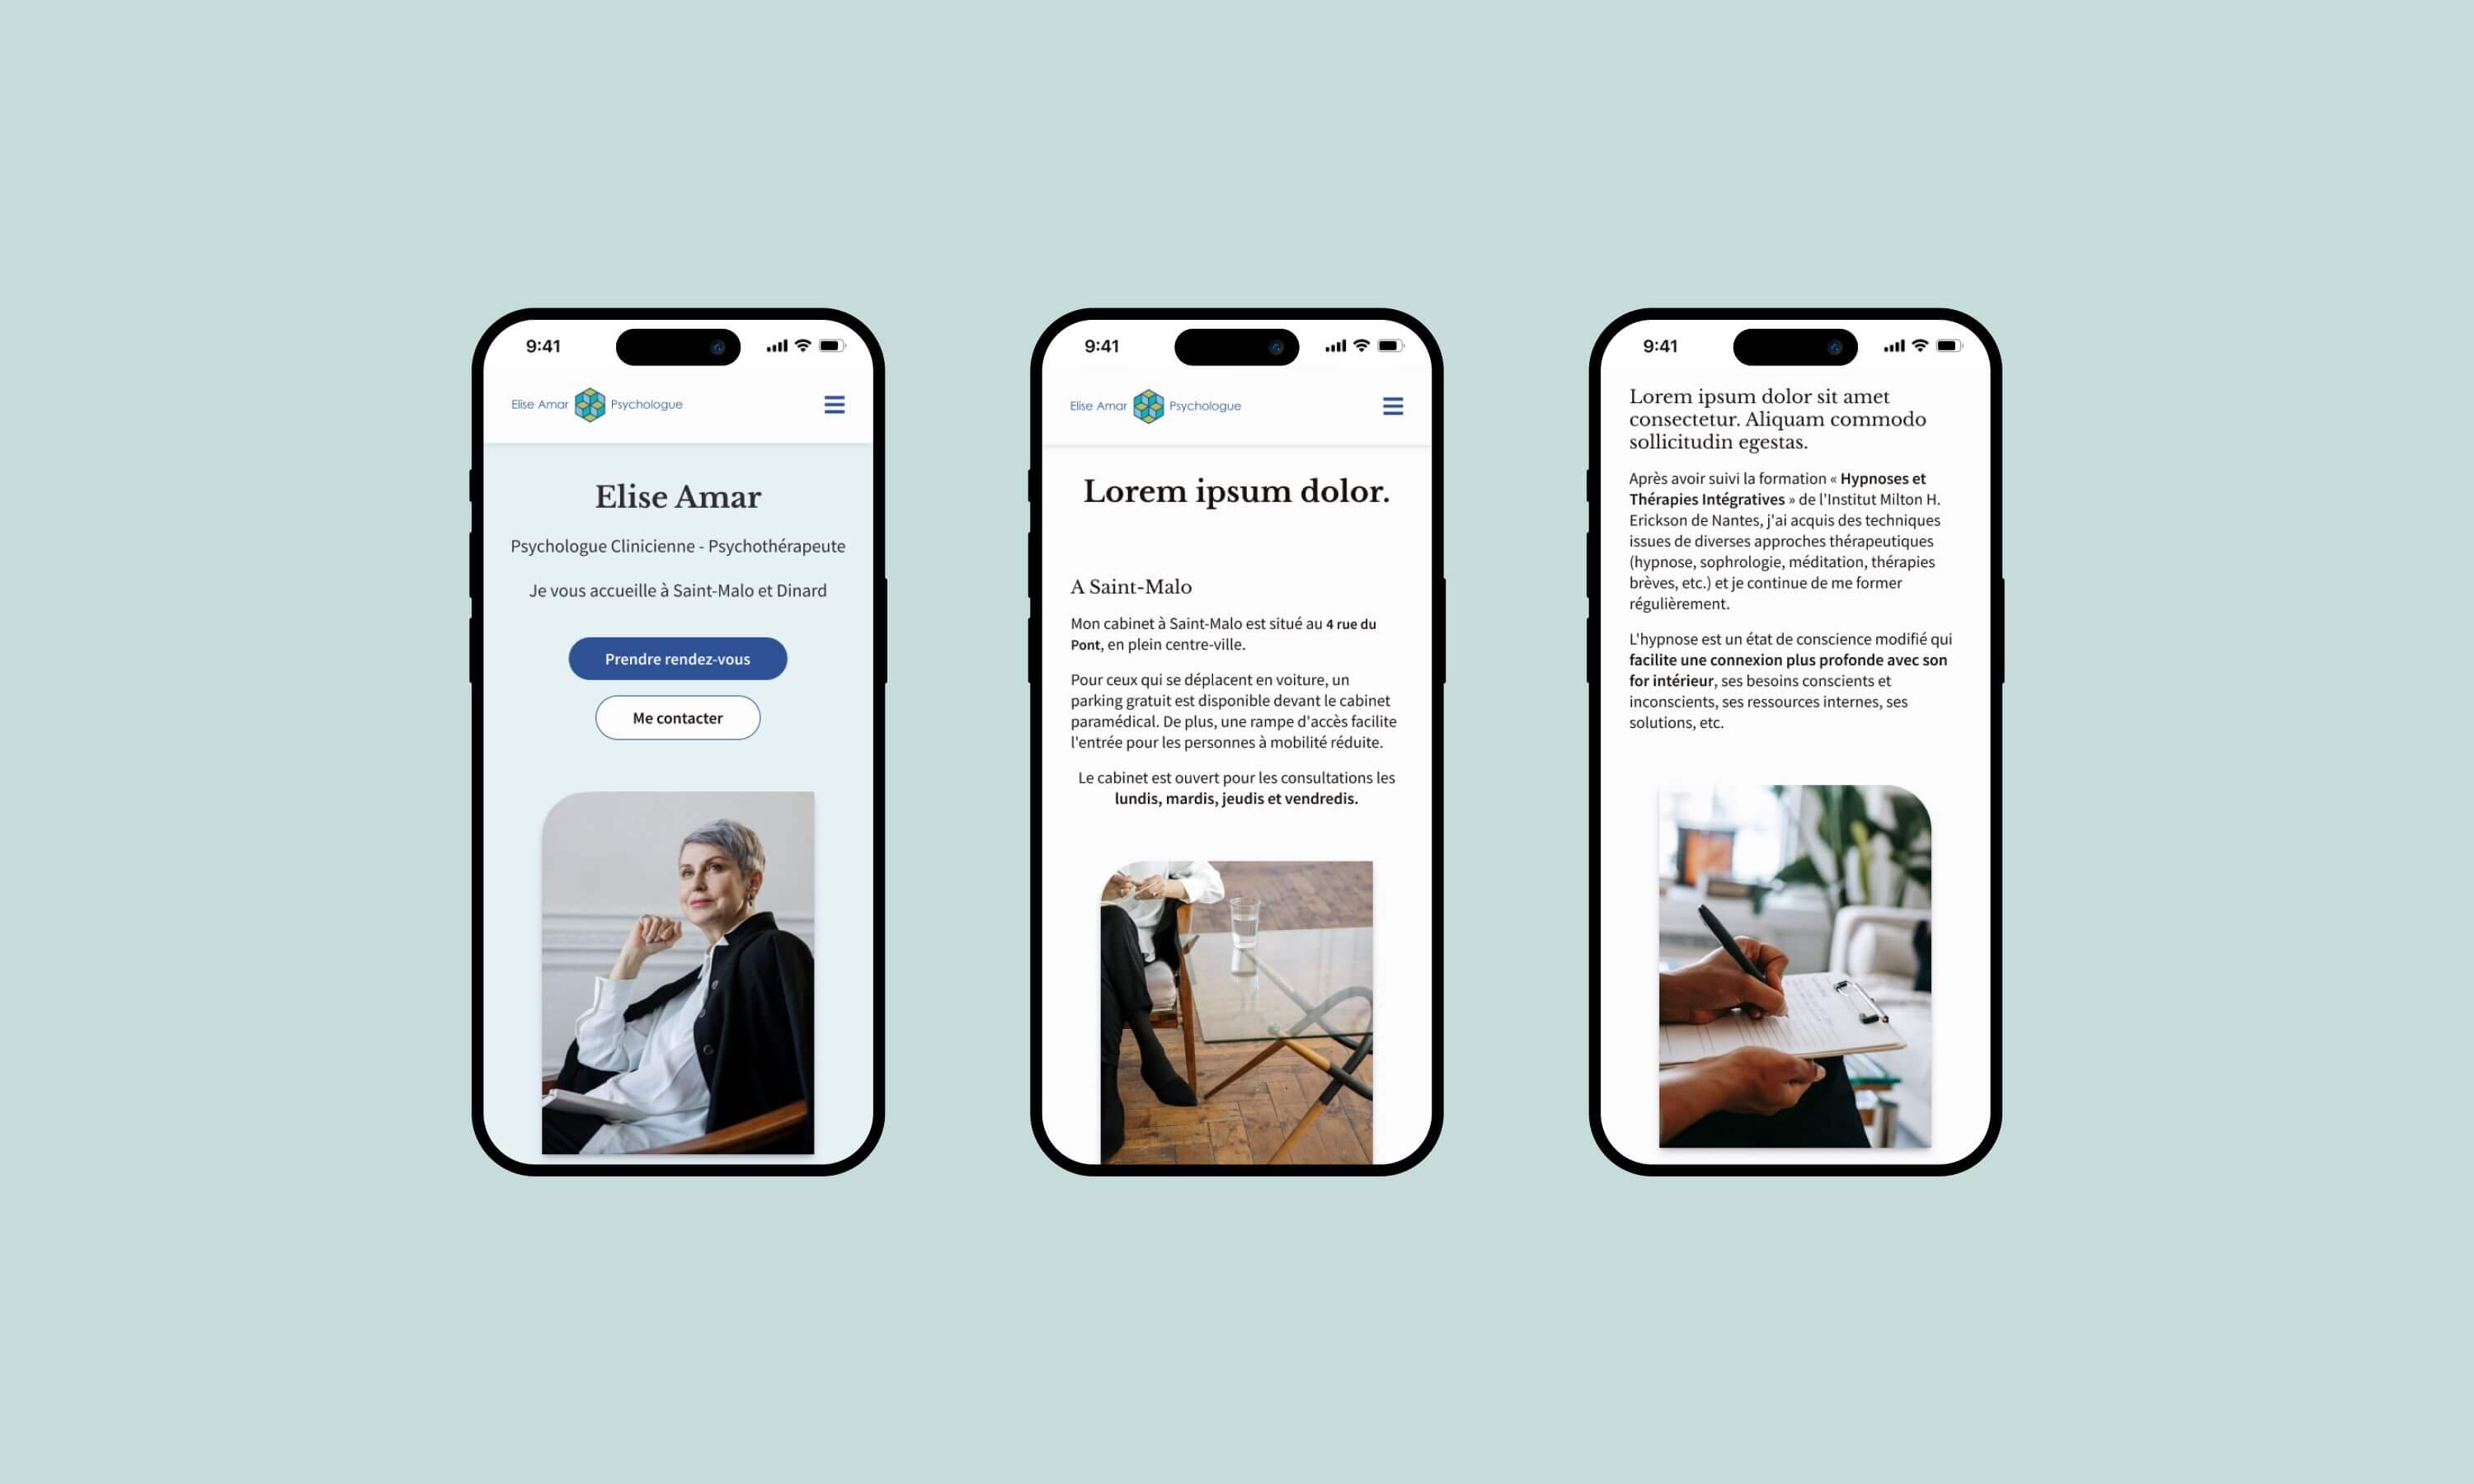 9:41
Elise Amar Psychologue
Elise Amar
Psychologue Clinicienne - Psychothérapeute
Je vous accueille à Saint-Malo et Dinard
Prendre rendez-vous
Me contacter
9:41
Elise Amar Psychologue
Lorem ipsum dolor.
A Saint-Malo
Mon cabinet à Saint-Malo est situé au 4 rue du
Pont, en plein centre-ville.
Pour ceux qui se déplacent en voiture, un
parking gratuit est disponible devant le cabinet
paramédical. De plus, une rampe d'accès facilite
l'entrée pour les personnes à mobilité réduite.
Le cabinet est ouvert pour les consultations les
lundis, mardis, jeudis et vendredis.
9:41
Lorem ipsum dolor sit amet
consectetur. Aliquam commodo
sollicitudin egestas.
Après avoir suivi la formation « Hypnoses et
Thérapies Intégratives » de l'Institut Milton H.
Erickson de Nantes, j'ai acquis des techniques
issues de diverses approches thérapeutiques
(hypnose, sophrologie, méditation, thérapies
brèves, etc.) et je continue de me former
régulièrement.
L'hypnose est un état de conscience modifié qui
facilite une connexion plus profonde avec son
for intérieur, ses besoins conscients et
inconscients, ses ressources internes, ses
solutions, etc.